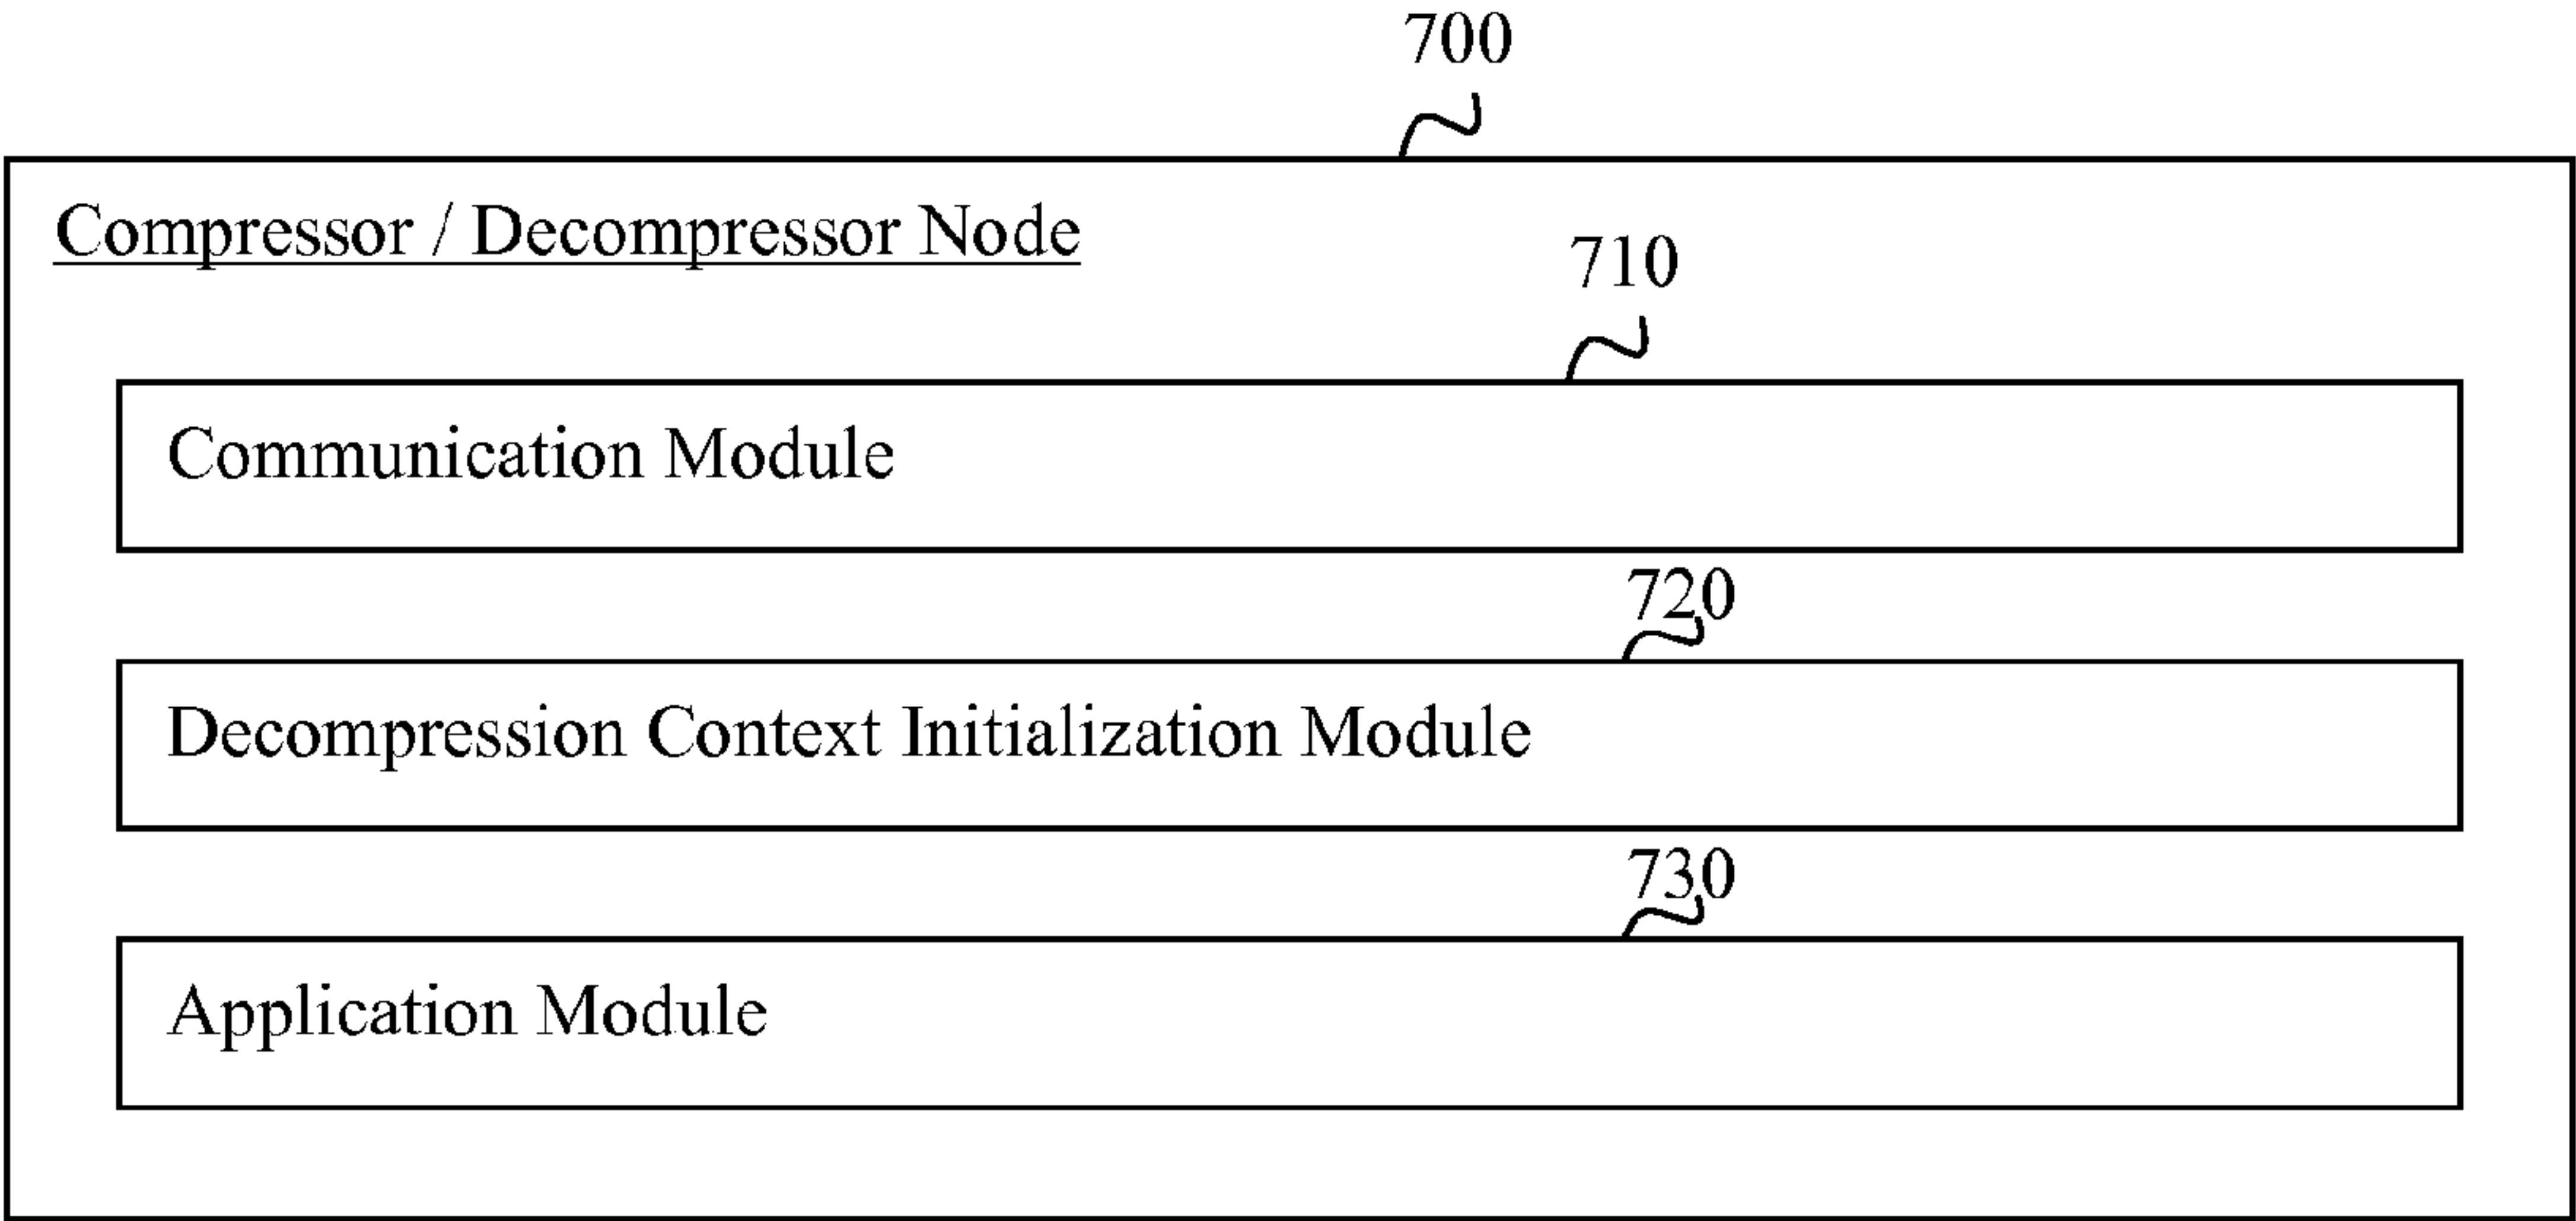 700
Compressor / Decompressor Node
710
Communication Module
720
Decompression Context Initialization Module
730
Application Module